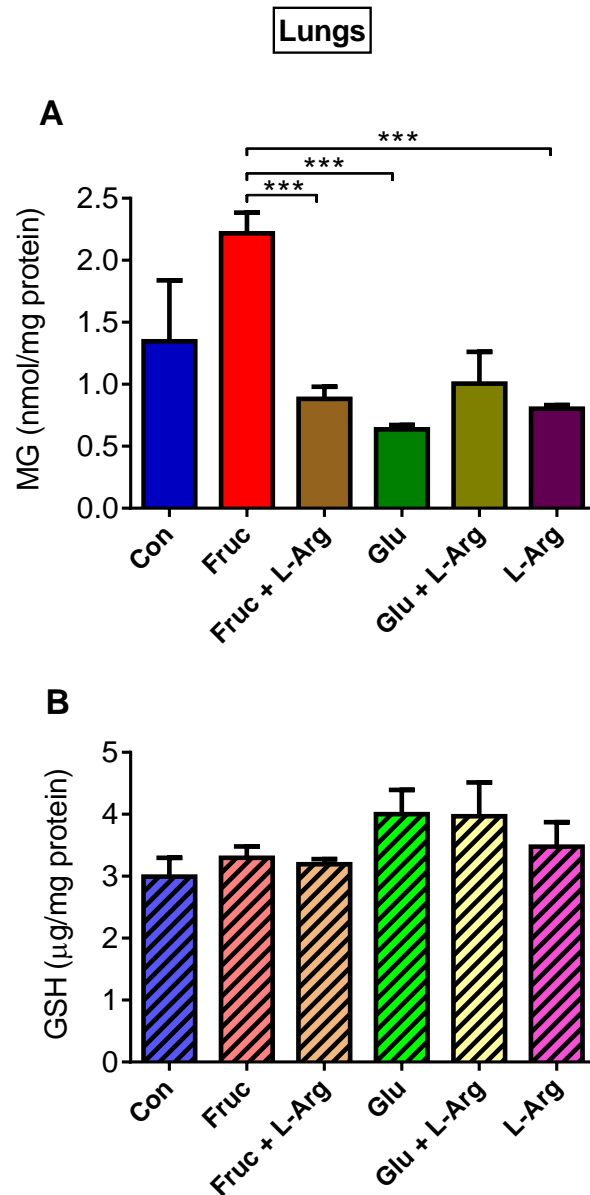 Lungs
A
***
***
***
MG (nmol/mg protein)
2.5
2.0
1.5
1.0
0.5
0.0
Con
Fruc
Fruc + L-Arg
Glu
Glu + L-Arg
L-Arg
B
GSH (µg/mg protein)
5
4
3
2
1
0
Con
Fruc
Fruc + L-Arg
Glu
Glu + L-Arg
L-Arg